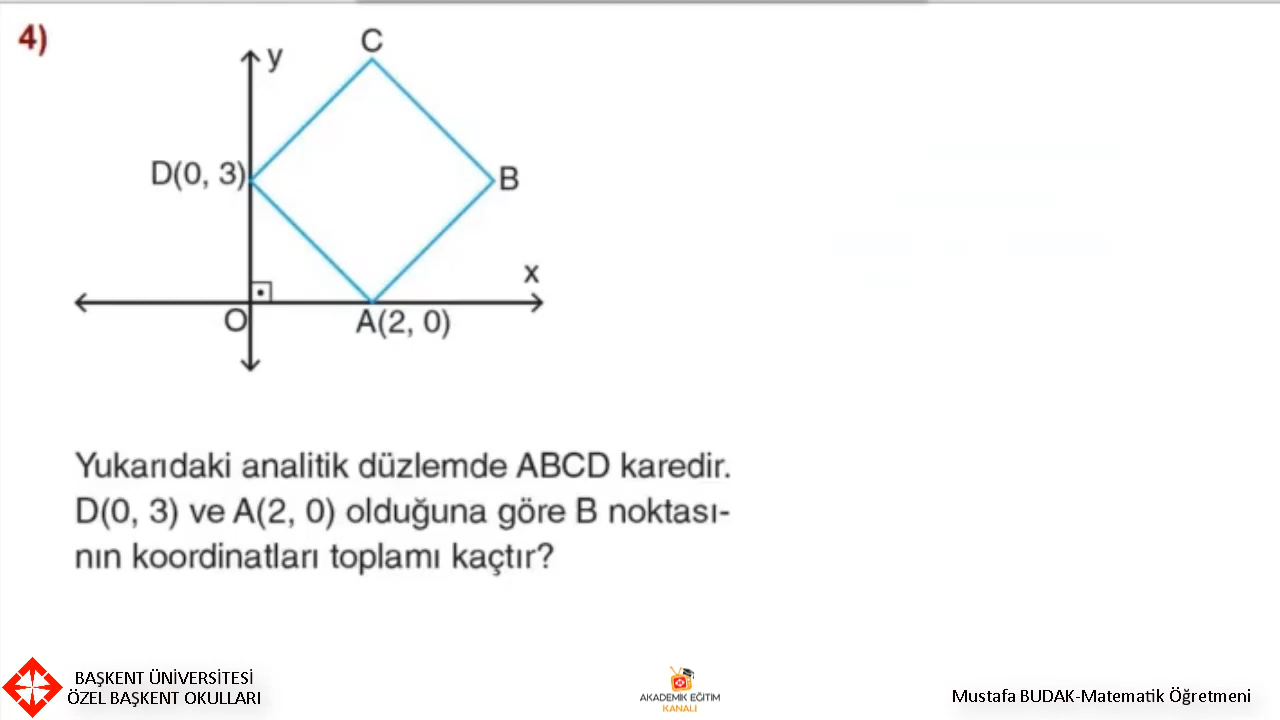 4)
C
y
D(0, 3)
B
x
O
A(2, 0)
Yukarıdaki analitik düzlemde ABCD karedir.
D(0, 3) ve A(2, 0) olduğuna göre B noktası-
nın koordinatları toplamı kaçtır?
BAŞKENT ÜNİVERSİTESİ
ÖZEL BAŞKENT OKULLARI
AKADEMİK EĞİTİM
KANALI
Mustafa BUDAK-Matematik Öğretmeni